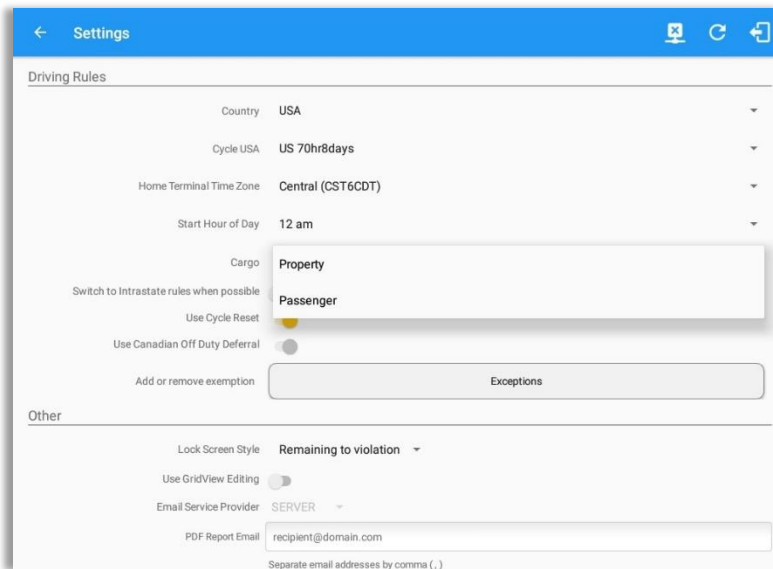 Settings
Driving Rules
Country USA
Cycle USA US 70hr8days
Home Terminal Time Zone Central (CST6CDT)
Start Hour of Day 12 am
Cargo Property
Switch to Intrastate rules when possible
Passenger
Use Cycle Reset
Use Canadian Off Duty Deferral
Add or remove exemption Exceptions
Other
Lock Screen Style Remaining to violation
Use GridView Editing
Email Service Provider SERVER
PDF Report Email recipient@domain.com
Separate email addresses by comma ( , )